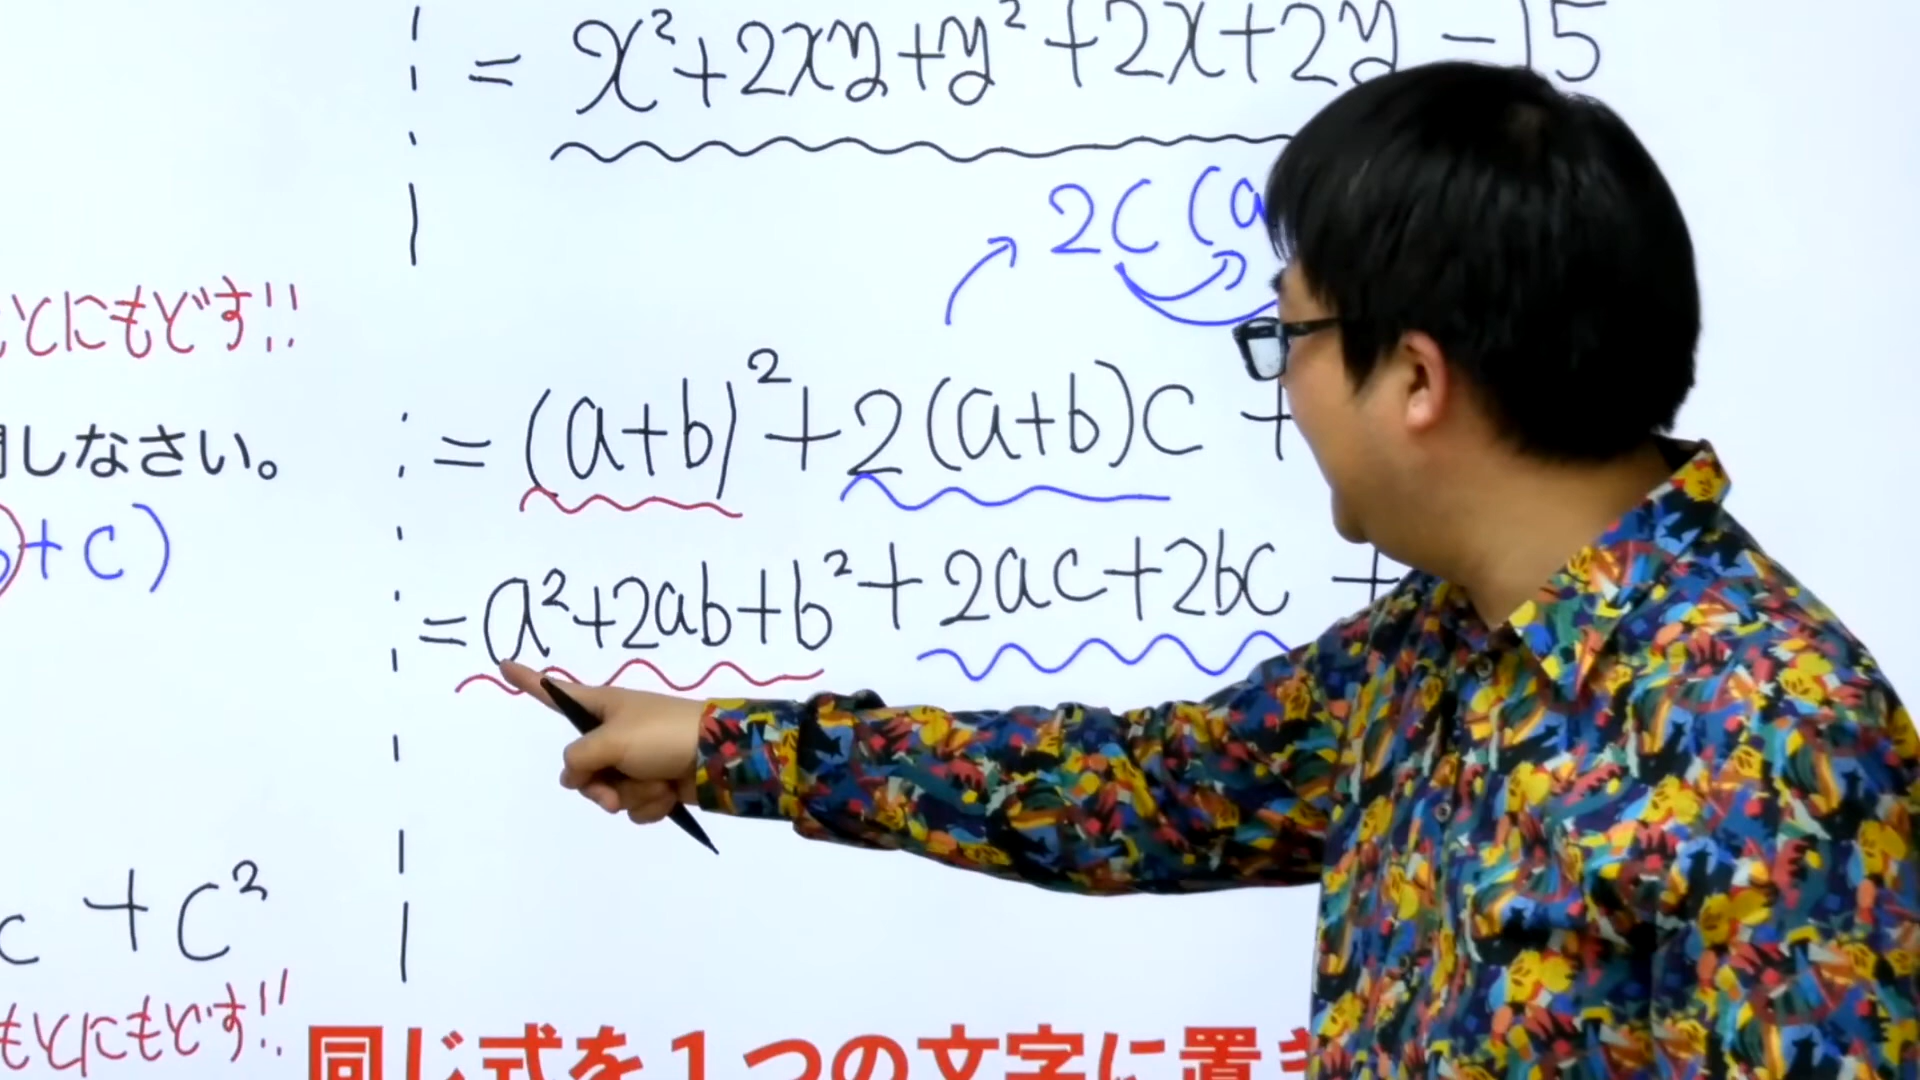 = x²+2xy+y²+2x+2y-15
2c(a
とにもどす!!
= (a+b)²+2(a+b)c +
しなさい。
+c)
=a²+2ab+b²+2ac+2bc +
c +c²
もとにもどす!!
同じ式を1つの文字に置き